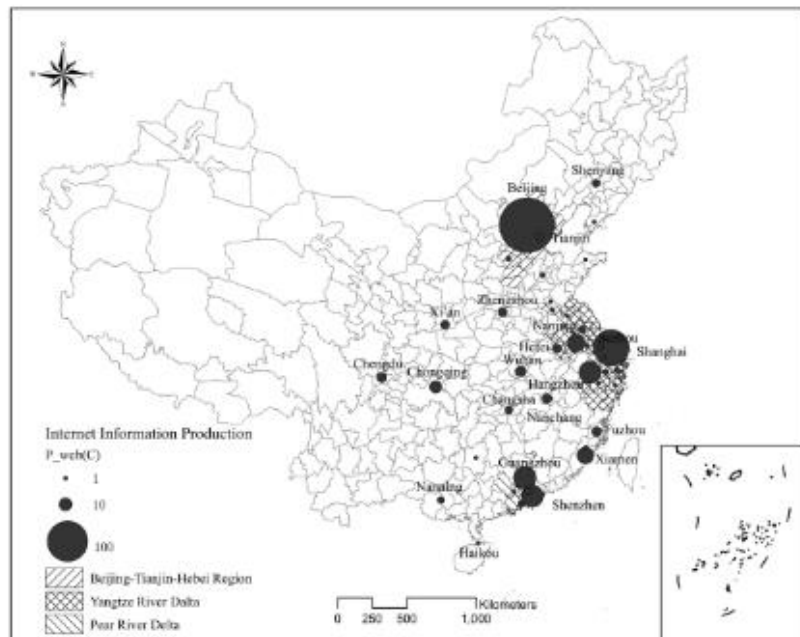 N
Shenyang
Beijing
Tianjin
Zhengzhou
Xi'an
Nanjing
Hefei
Shanghai
Chengdu
Wuhan
Chongqing
Hangzhou
Changsha
Nanchang
Fuzhou
Guangzhou
Xiamen
Nanning
Shenzhen
Haikou
Internet Information Production
P_web(C)
1
10
100
Beijing-Tianjin-Hebei Region
Yangtze River Dalta
Pear River Delta
Kilometers
0 250 500 1,000